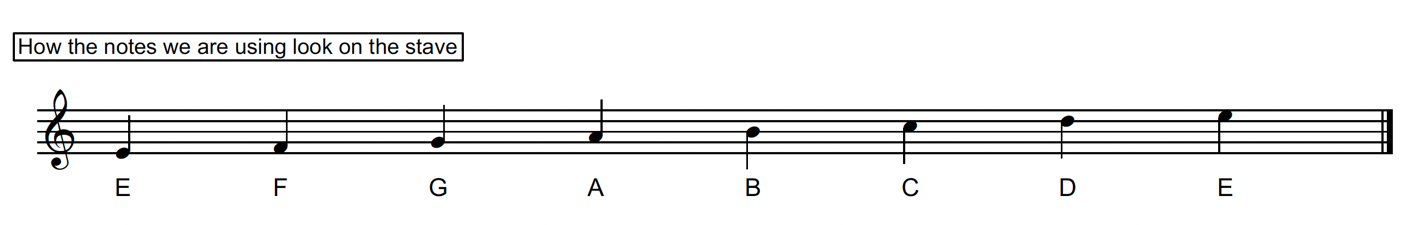 How the notes we are using look on the stave
E F G A B C D E